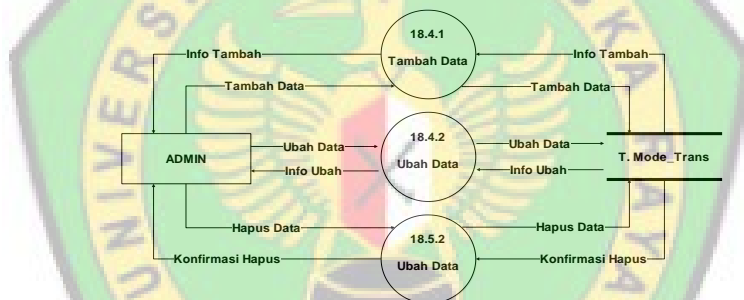 18.4.1
Tambah Data
Info Tambah
Info Tambah
Tambah Data
Tambah Data
ADMIN
Ubah Data
Info Ubah
18.4.2
Ubah Data
Ubah Data
Info Ubah
T. Mode_Trans
Hapus Data
Konfirmasi Hapus
18.5.2
Ubah Data
Hapus Data
Konfirmasi Hapus